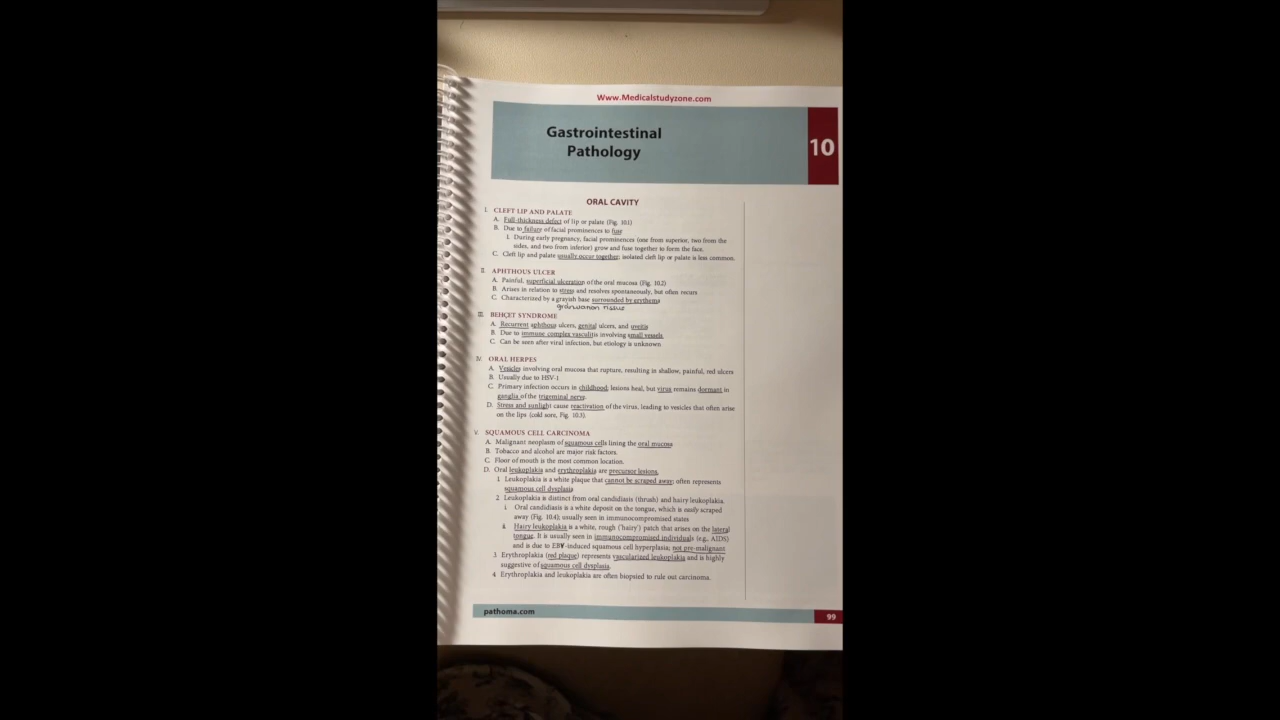 Www.Medicalstudyzone.com
Gastrointestinal
Pathology
10
ORAL CAVITY
I. CLEFT LIP AND PALATE
A. Full-thickness defect of lip or palate (Fig. 10.1)
B. Due to failure of facial prominences to fuse
1. During early pregnancy, facial prominences (one from superior, two from the
sides, and two from inferior) grow and fuse together to form the face.
C. Cleft lip and palate usually occur together; isolated cleft lip or palate is less common.
II. APHTHOUS ULCER
A. Painful, superficial ulceration of the oral mucosa (Fig. 10.2)
B. Arises in relation to stress and resolves spontaneously, but often recurs
C. Characterized by a grayish base surrounded by erythema
granulation tissue
III. BEHÇET SYNDROME
A. Recurrent aphthous ulcers, genital ulcers, and uveitis
B. Due to immune complex vasculitis involving small vessels
C. Can be seen after viral infection, but etiology is unknown
IV. ORAL HERPES
A. Vesicles involving oral mucosa that rupture, resulting in shallow, painful, red ulcers
B. Usually due to HSV-1
C. Primary infection occurs in childhood; lesions heal, but virus remains dormant in
ganglia of the trigeminal nerve.
D. Stress and sunlight cause reactivation of the virus, leading to vesicles that often arise
on the lips (cold sore, Fig. 10.3).
V. SQUAMOUS CELL CARCINOMA
A. Malignant neoplasm of squamous cells lining the oral mucosa
B. Tobacco and alcohol are major risk factors.
C. Floor of mouth is the most common location.
D. Oral leukoplakia and erythroplakia are precursor lesions.
1. Leukoplakia is a white plaque that cannot be scraped away; often represents
squamous cell dysplasia
2. Leukoplakia is distinct from oral candidiasis (thrush) and hairy leukoplakia.
i. Oral candidiasis is a white deposit on the tongue, which is easily scraped
away (Fig. 10.4); usually seen in immunocompromised states
ii. Hairy leukoplakia is a white, rough ('hairy') patch that arises on the lateral
tongue. It is usually seen in immunocompromised individuals (e.g., AIDS)
and is due to EBV-induced squamous cell hyperplasia; not pre-malignant
3. Erythroplakia (red plaque) represents vascularized leukoplakia and is highly
suggestive of squamous cell dysplasia.
4. Erythroplakia and leukoplakia are often biopsied to rule out carcinoma.
pathoma.com
99